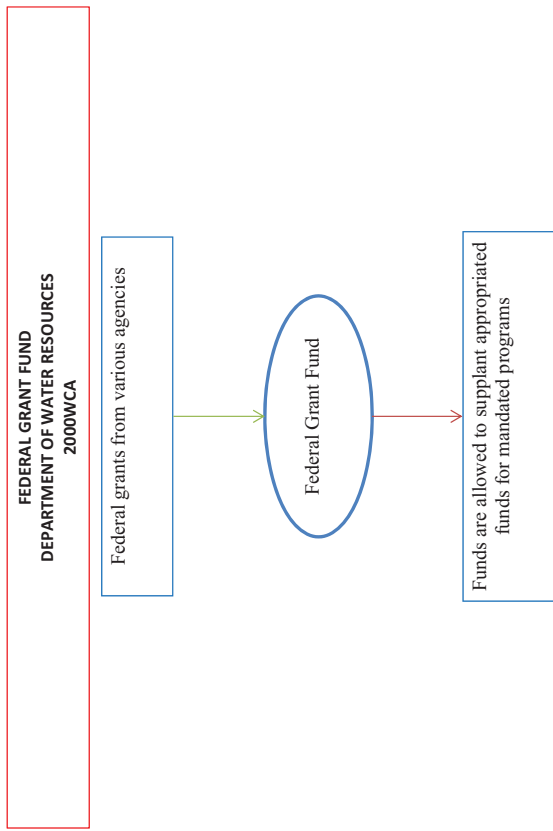 FEDERAL GRANT FUND
DEPARTMENT OF WATER RESOURCES
2000WCA
Federal grants from various agencies
Federal Grant Fund
Funds are allowed to supplant appropriated
funds for mandated programs